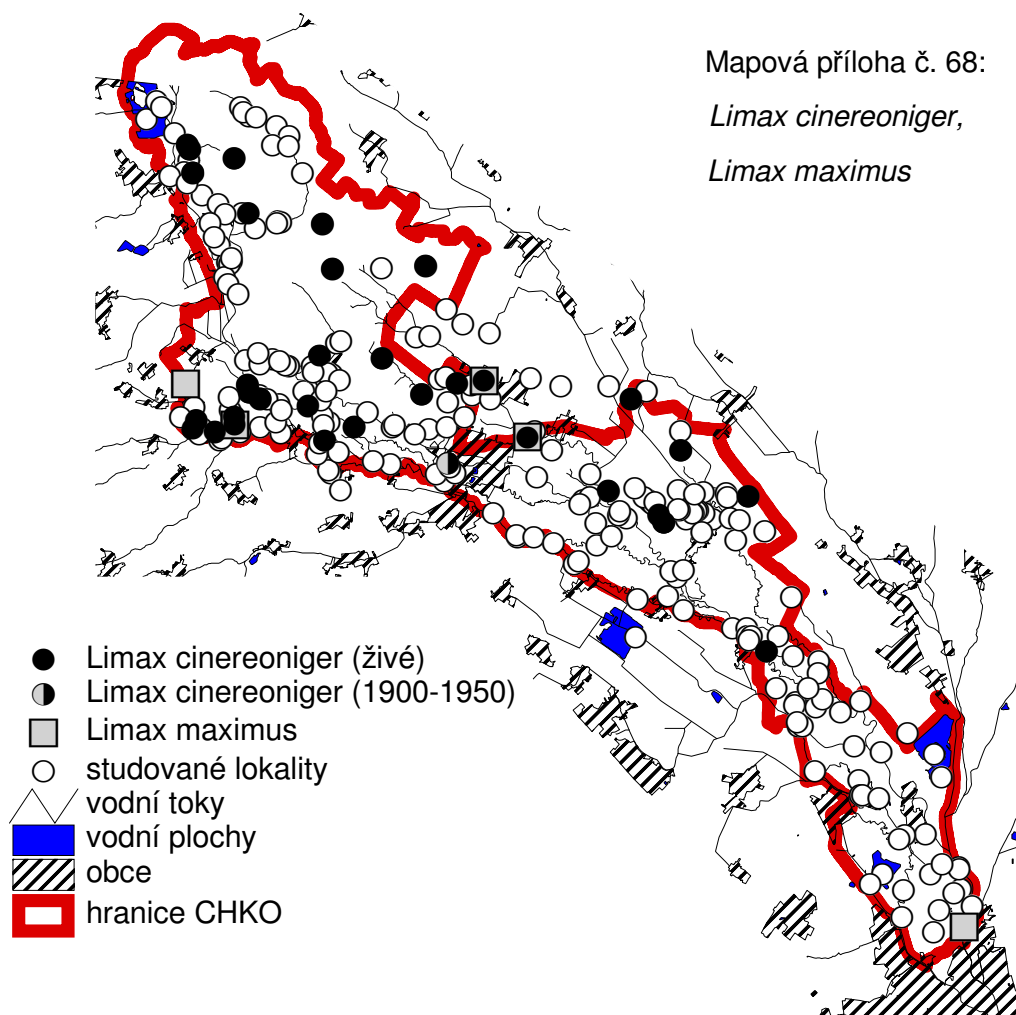 Mapová příloha č. 68:
Limax cinereoniger,
Limax maximus
Limax cinereoniger (živé)
Limax cinereoniger (1900-1950)
Limax maximus
studované lokality
vodní toky
vodní plochy
obce
hranice CHKO